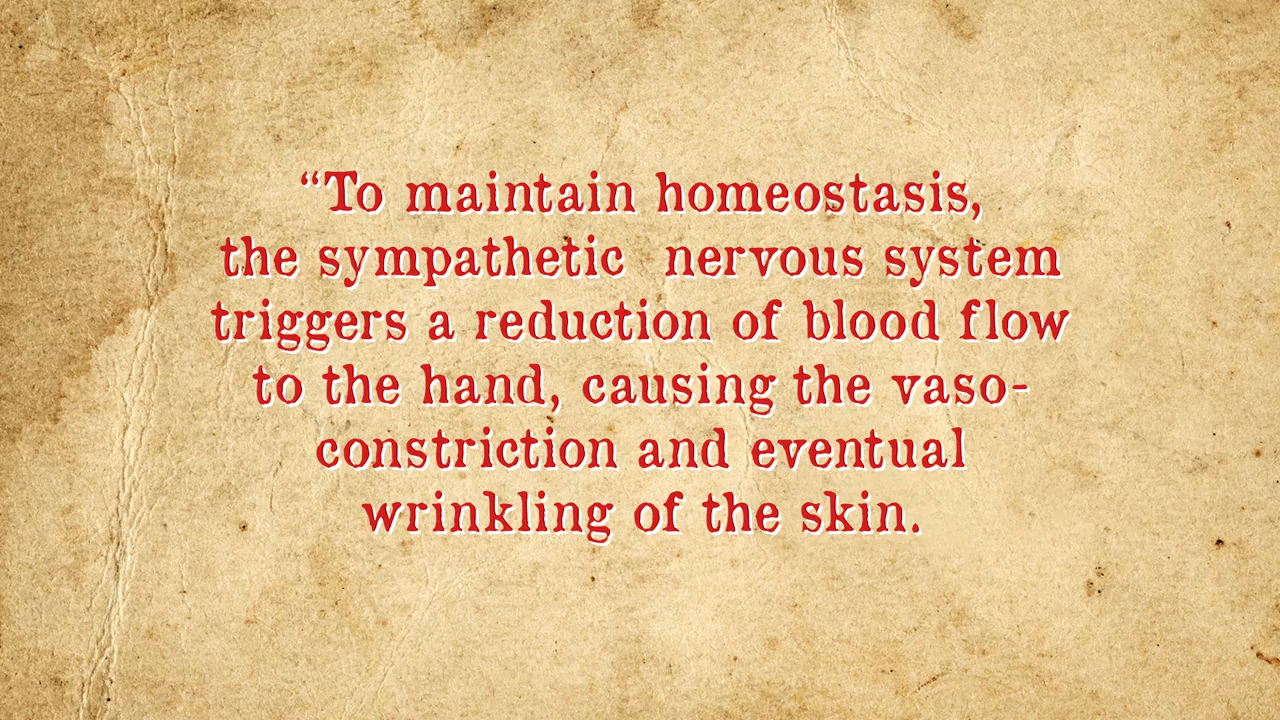 “To maintain homeostasis,
the sympathetic  nervous system
triggers a reduction of blood flow
to the hand, causing the vaso-
constriction and eventual
wrinkling of the skin.